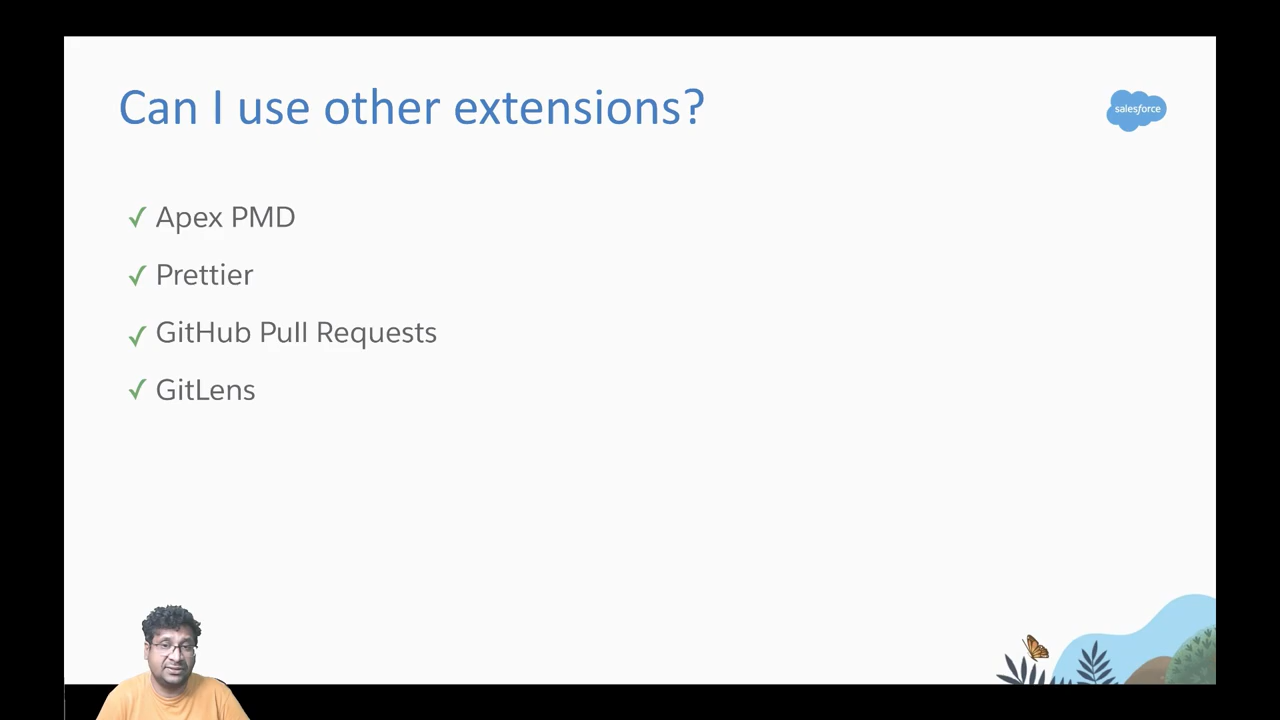 Can I use other extensions?
salesforce
✓ Apex PMD
✓ Prettier
✓ GitHub Pull Requests
✓ GitLens